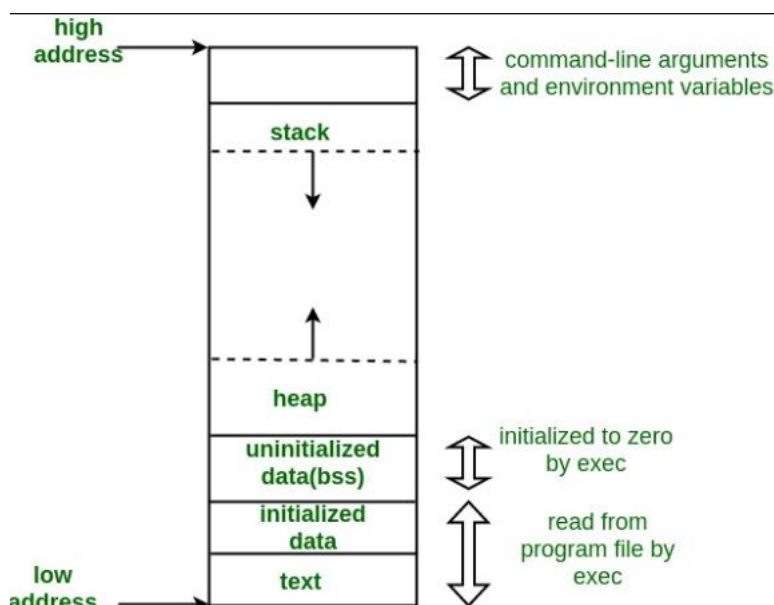 high
address
command-line arguments
and environment variables
stack
heap
uninitialized
data(bss)
initialized to zero
by exec
initialized
data
read from
program file by
exec
text
low
address